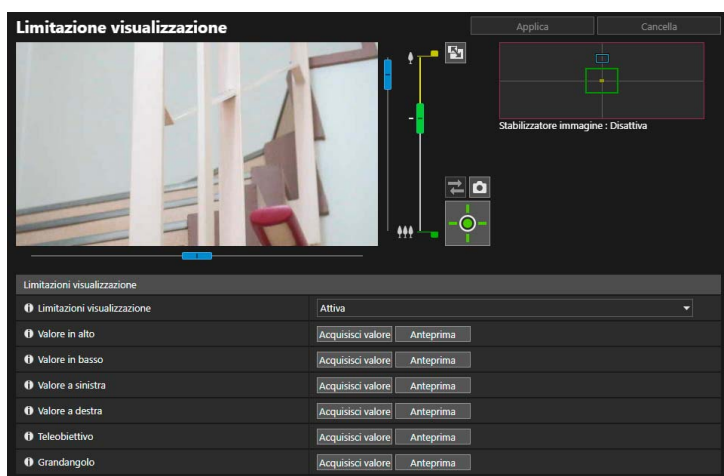 Limitazione visualizzazione
Applica
Cancella
Stabilizzatore immagine : Disattiva
Limitazioni visualizzazione
Limitazioni visualizzazione
Attiva
Valore in alto
Acquisisci valore
Anteprima
Valore in basso
Acquisisci valore
Anteprima
Valore a sinistra
Acquisisci valore
Anteprima
Valore a destra
Acquisisci valore
Anteprima
Teleobiettivo
Acquisisci valore
Anteprima
Grandangolo
Acquisisci valore
Anteprima